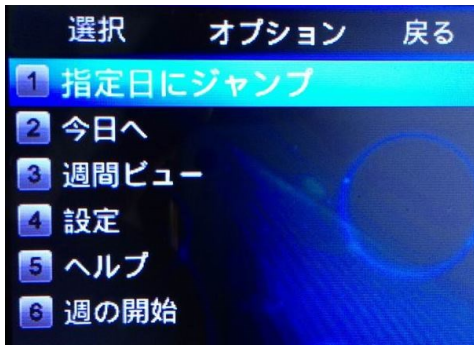 選択 オプション 戻る
1 指定日にジャンプ
2 今日へ
3 週間ビュー
4 設定
5 ヘルプ
6 週の開始